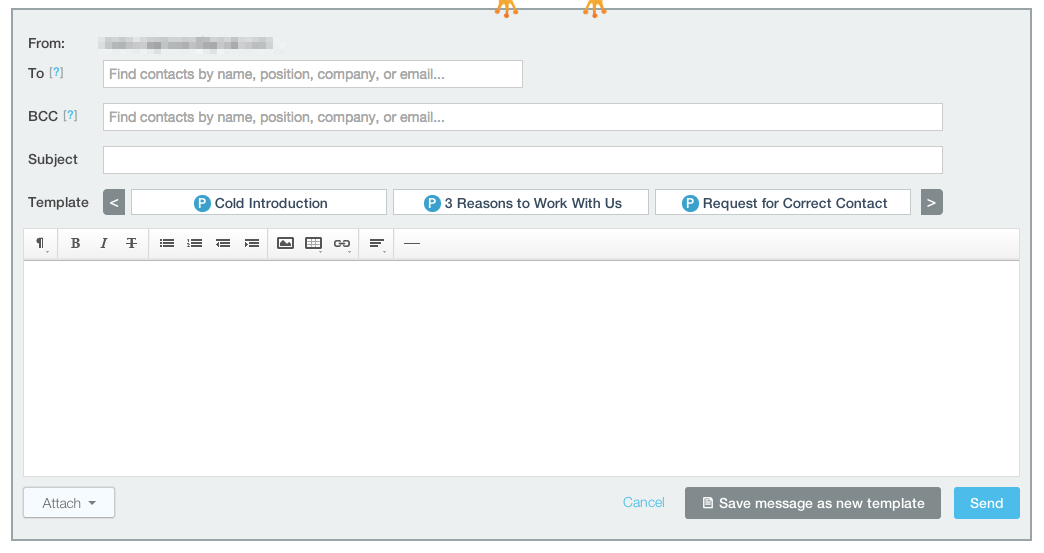 From:
To [?] Find contacts by name, position, company, or email...
BCC [?] Find contacts by name, position, company, or email...
Subject
Template < P Cold Introduction P 3 Reasons to Work With Us P Request for Correct Contact >
¶ B I T
Attach Cancel Save message as new template Send